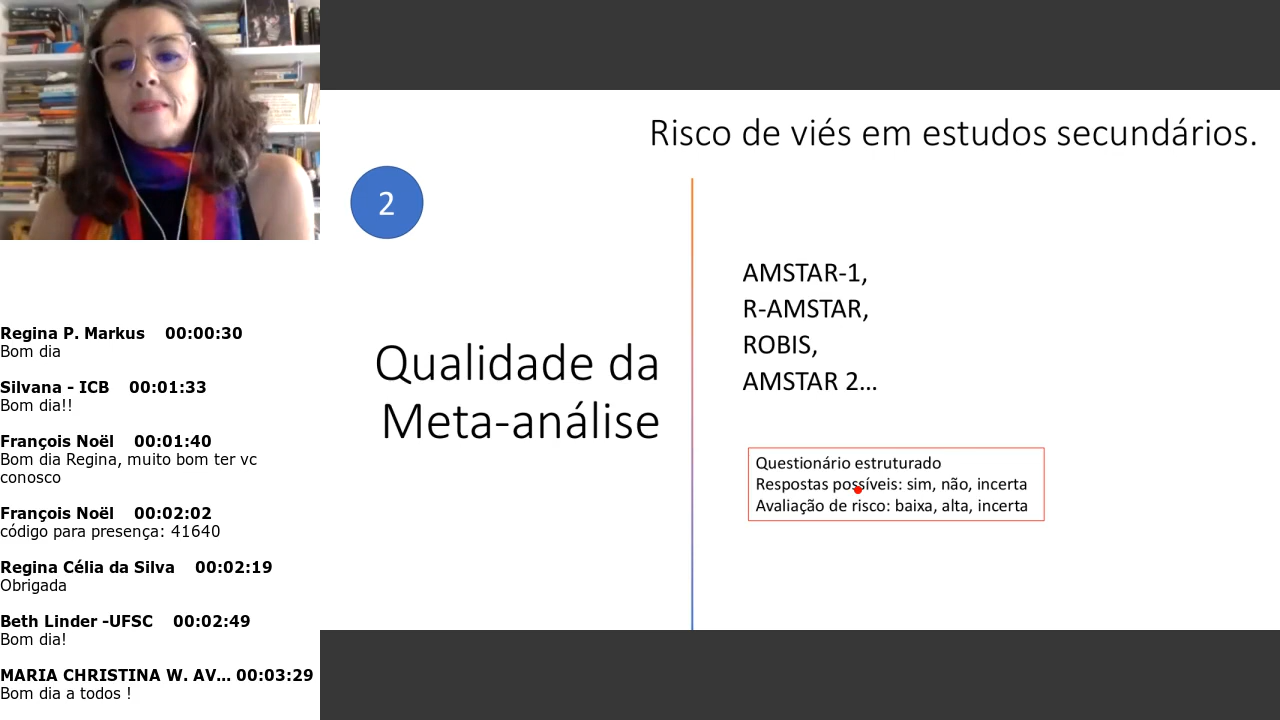 Risco de viés em estudos secundários.
2
Qualidade da
Meta-análise
AMSTAR-1,
R-AMSTAR,
ROBIS,
AMSTAR 2...
Questionário estruturado
Respostas possíveis: sim, não, incerta
Avaliação de risco: baixa, alta, incerta
Regina P. Markus 00:00:30
Bom dia
Silvana - ICB 00:01:33
Bom dia!!
François Noël 00:01:40
Bom dia Regina, muito bom ter vc
conosco
François Noël 00:02:02
código para presença: 41640
Regina Célia da Silva 00:02:19
Obrigada
Beth Linder -UFSC 00:02:49
Bom dia!
MARIA CHRISTINA W. AV... 00:03:29
Bom dia a todos !